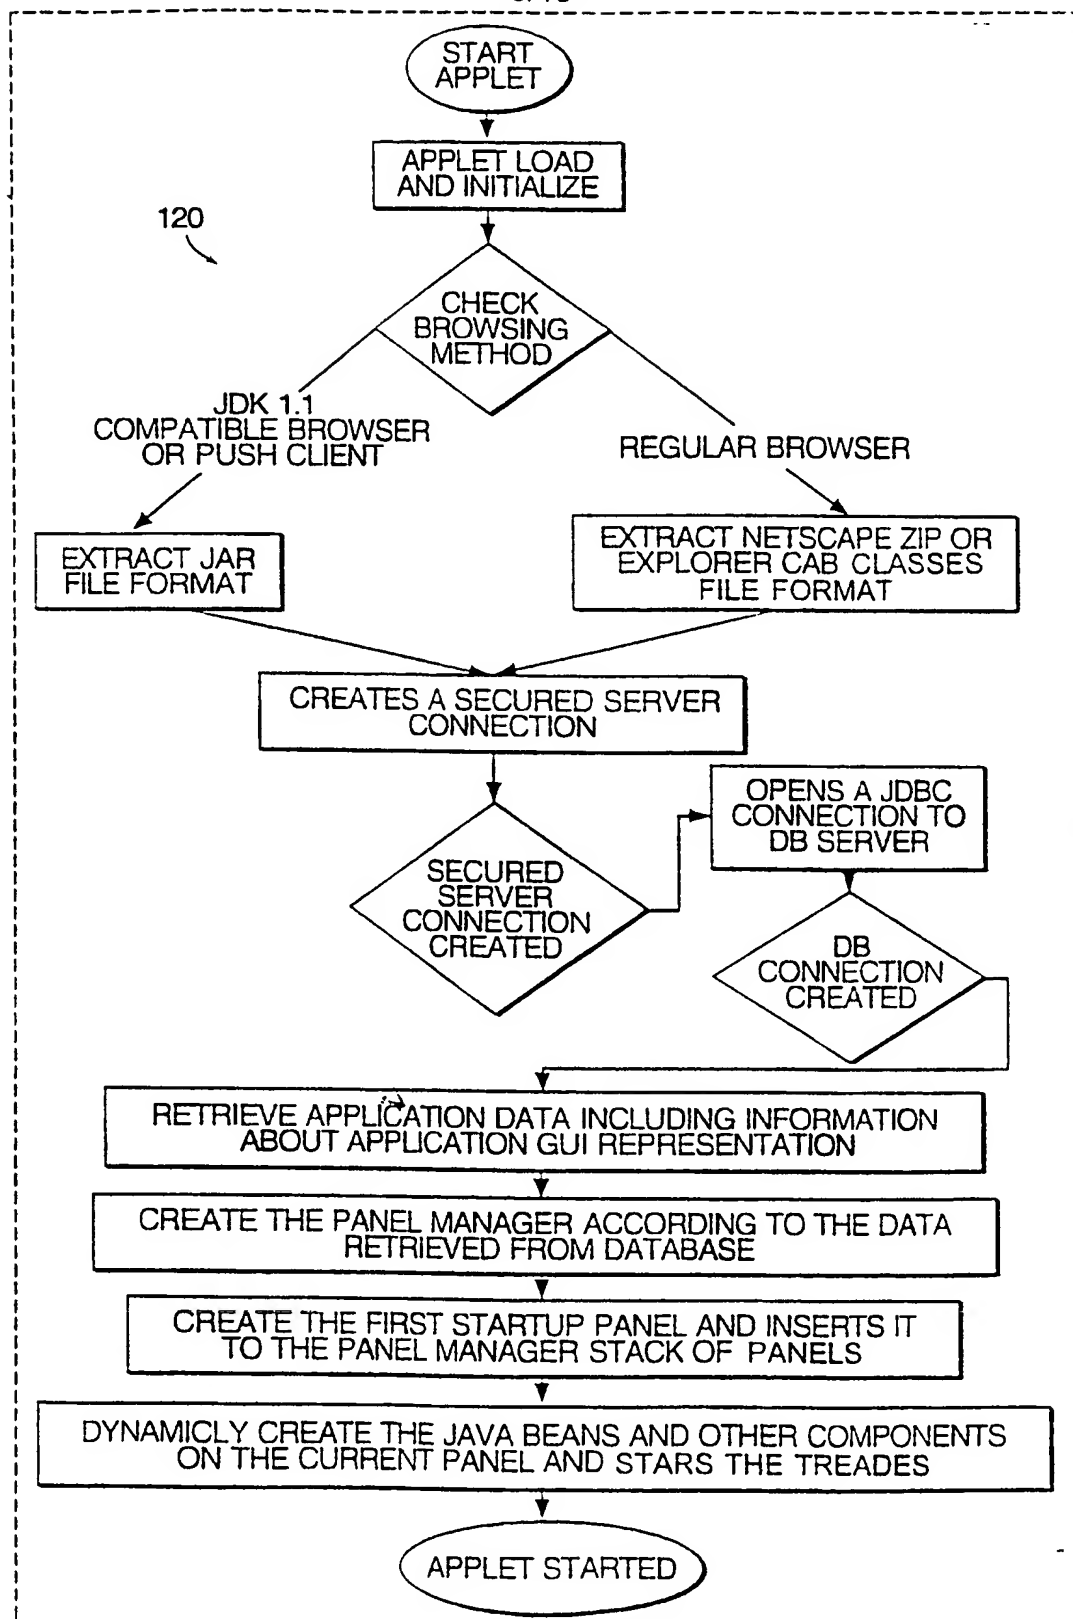 START
APPLET
APPLET LOAD
AND INITIALIZE
120
CHECK
BROWSING
METHOD
JDK 1.1
COMPATIBLE BROWSER
OR PUSH CLIENT
REGULAR BROWSER
EXTRACT JAR
FILE FORMAT
EXTRACT NETSCAPE ZIP OR
EXPLORER CAB CLASSES
FILE FORMAT
CREATES A SECURED SERVER
CONNECTION
OPENS A JDBC
CONNECTION TO
DB SERVER
SECURED
SERVER
CONNECTION
CREATED
DB
CONNECTION
CREATED
RETRIEVE APPLICATION DATA INCLUDING INFORMATION
ABOUT APPLICATION GUI REPRESENTATION
CREATE THE PANEL MANAGER ACCORDING TO THE DATA
RETRIEVED FROM DATABASE
CREATE THE FIRST STARTUP PANEL AND INSERTS IT
TO THE PANEL MANAGER STACK OF PANELS
DYNAMICLY CREATE THE JAVA BEANS AND OTHER COMPONENTS
ON THE CURRENT PANEL AND STARS THE TREADES
APPLET STARTED